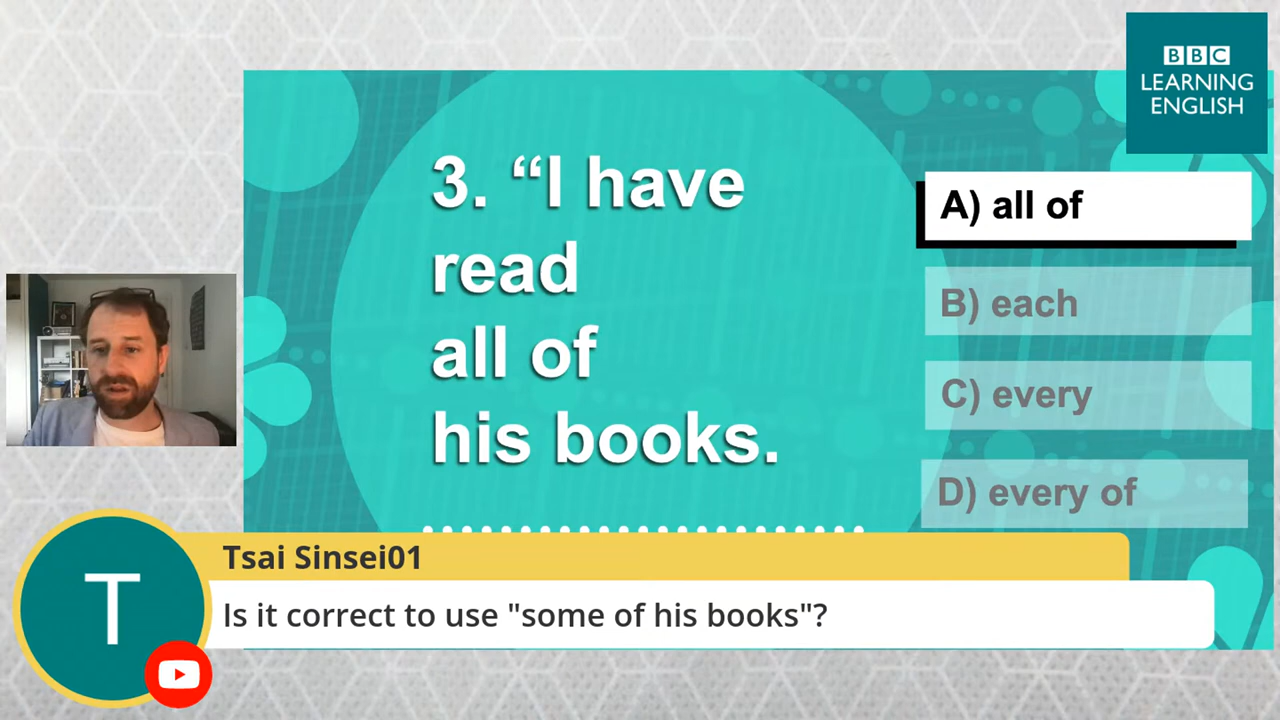 BBC
LEARNING
ENGLISH
3. “I have
read
all of
his books.
A) all of
B) each
C) every
D) every of
T
Tsai Sinsei01
Is it correct to use "some of his books"?